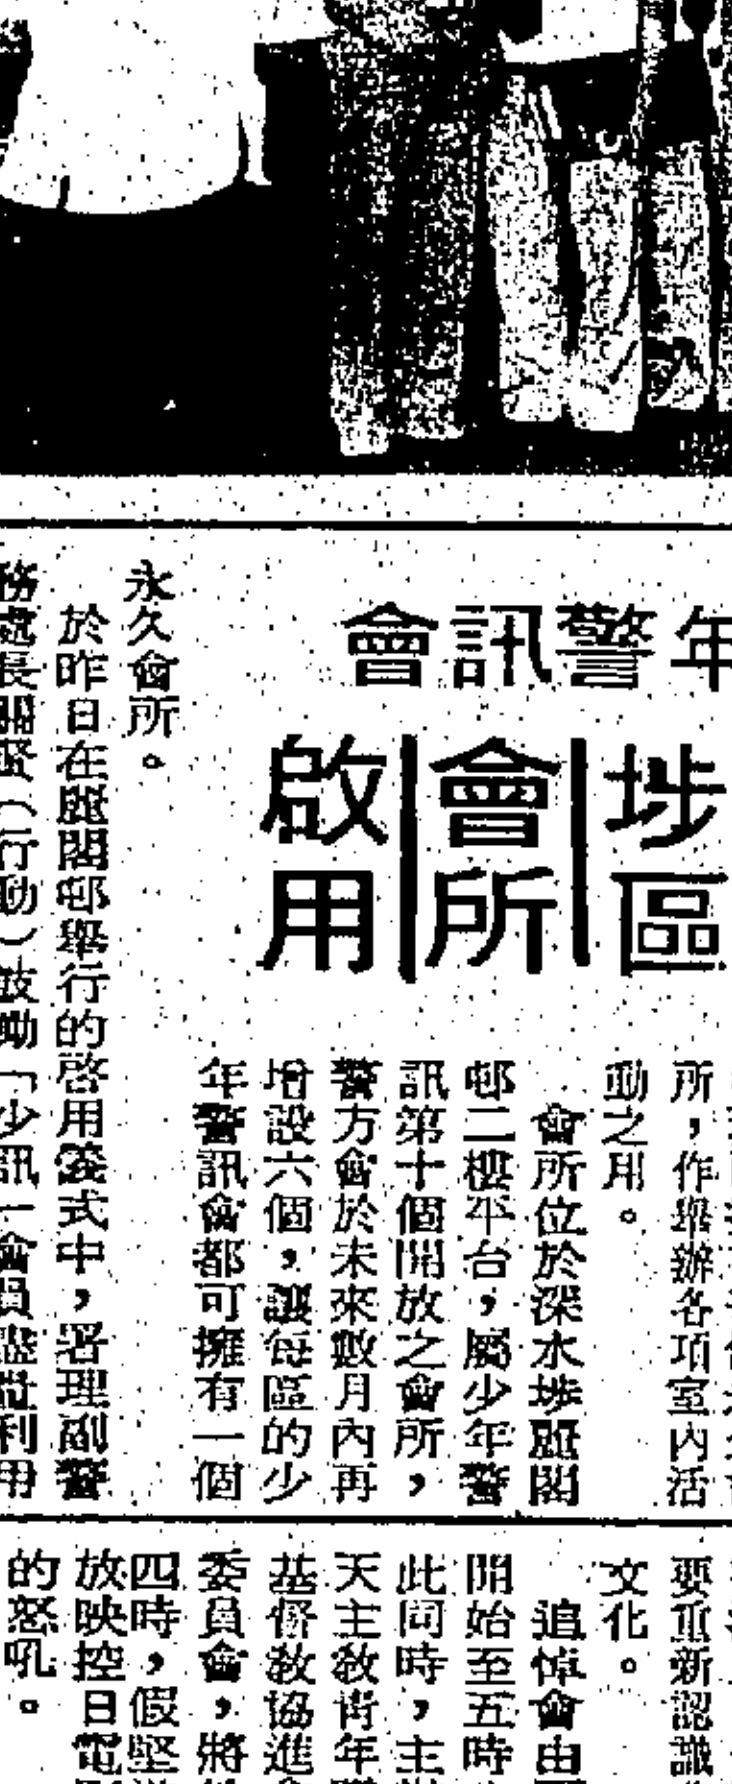 年警訊會
埗區
會所
啟用
所，作舉辦各項室內活
動之用。
會所位於深水埗麗閣
邨二樓平台，屬少年警
訊第十個開放之會所，
警方會於未來數月內再
增設六個，讓每區的少
年警訊會都可擁有一個
永久會所。
於昨日在麗閣邨舉行的啓用儀式中，署理副警
務處長（行動）鼓勵「少訊」會員盡量利用
要重新認識
文化。
追悼會由
開始至五時
此同時，主
天主教青年
基督教協進
委員會，將
四時，假堅
放映控日電
的怒吼。